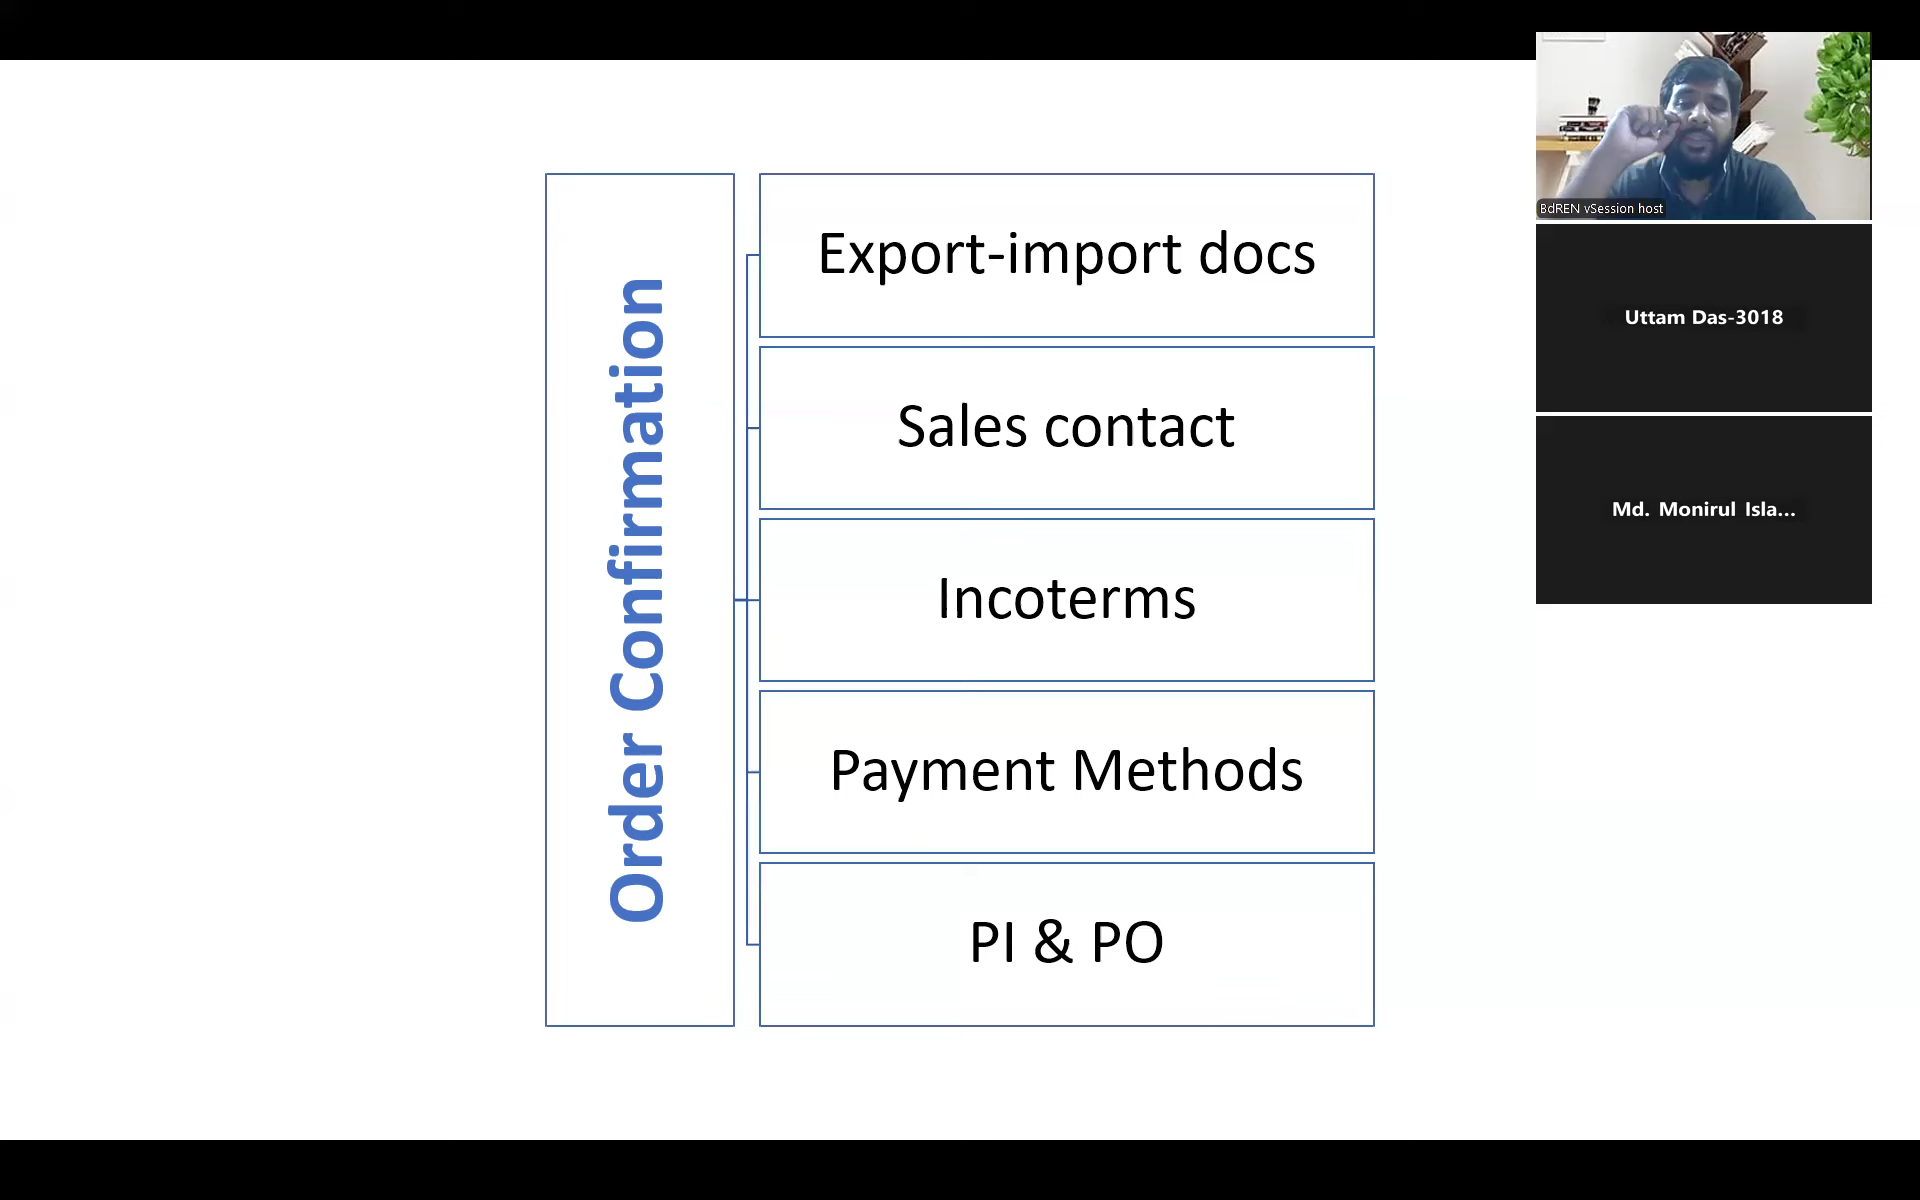 Order Confirmation
Export-import docs
Sales contact
Incoterms
Payment Methods
PI & PO
BdREN vSession host
Uttam Das-3018
Md. Monirul Isla...